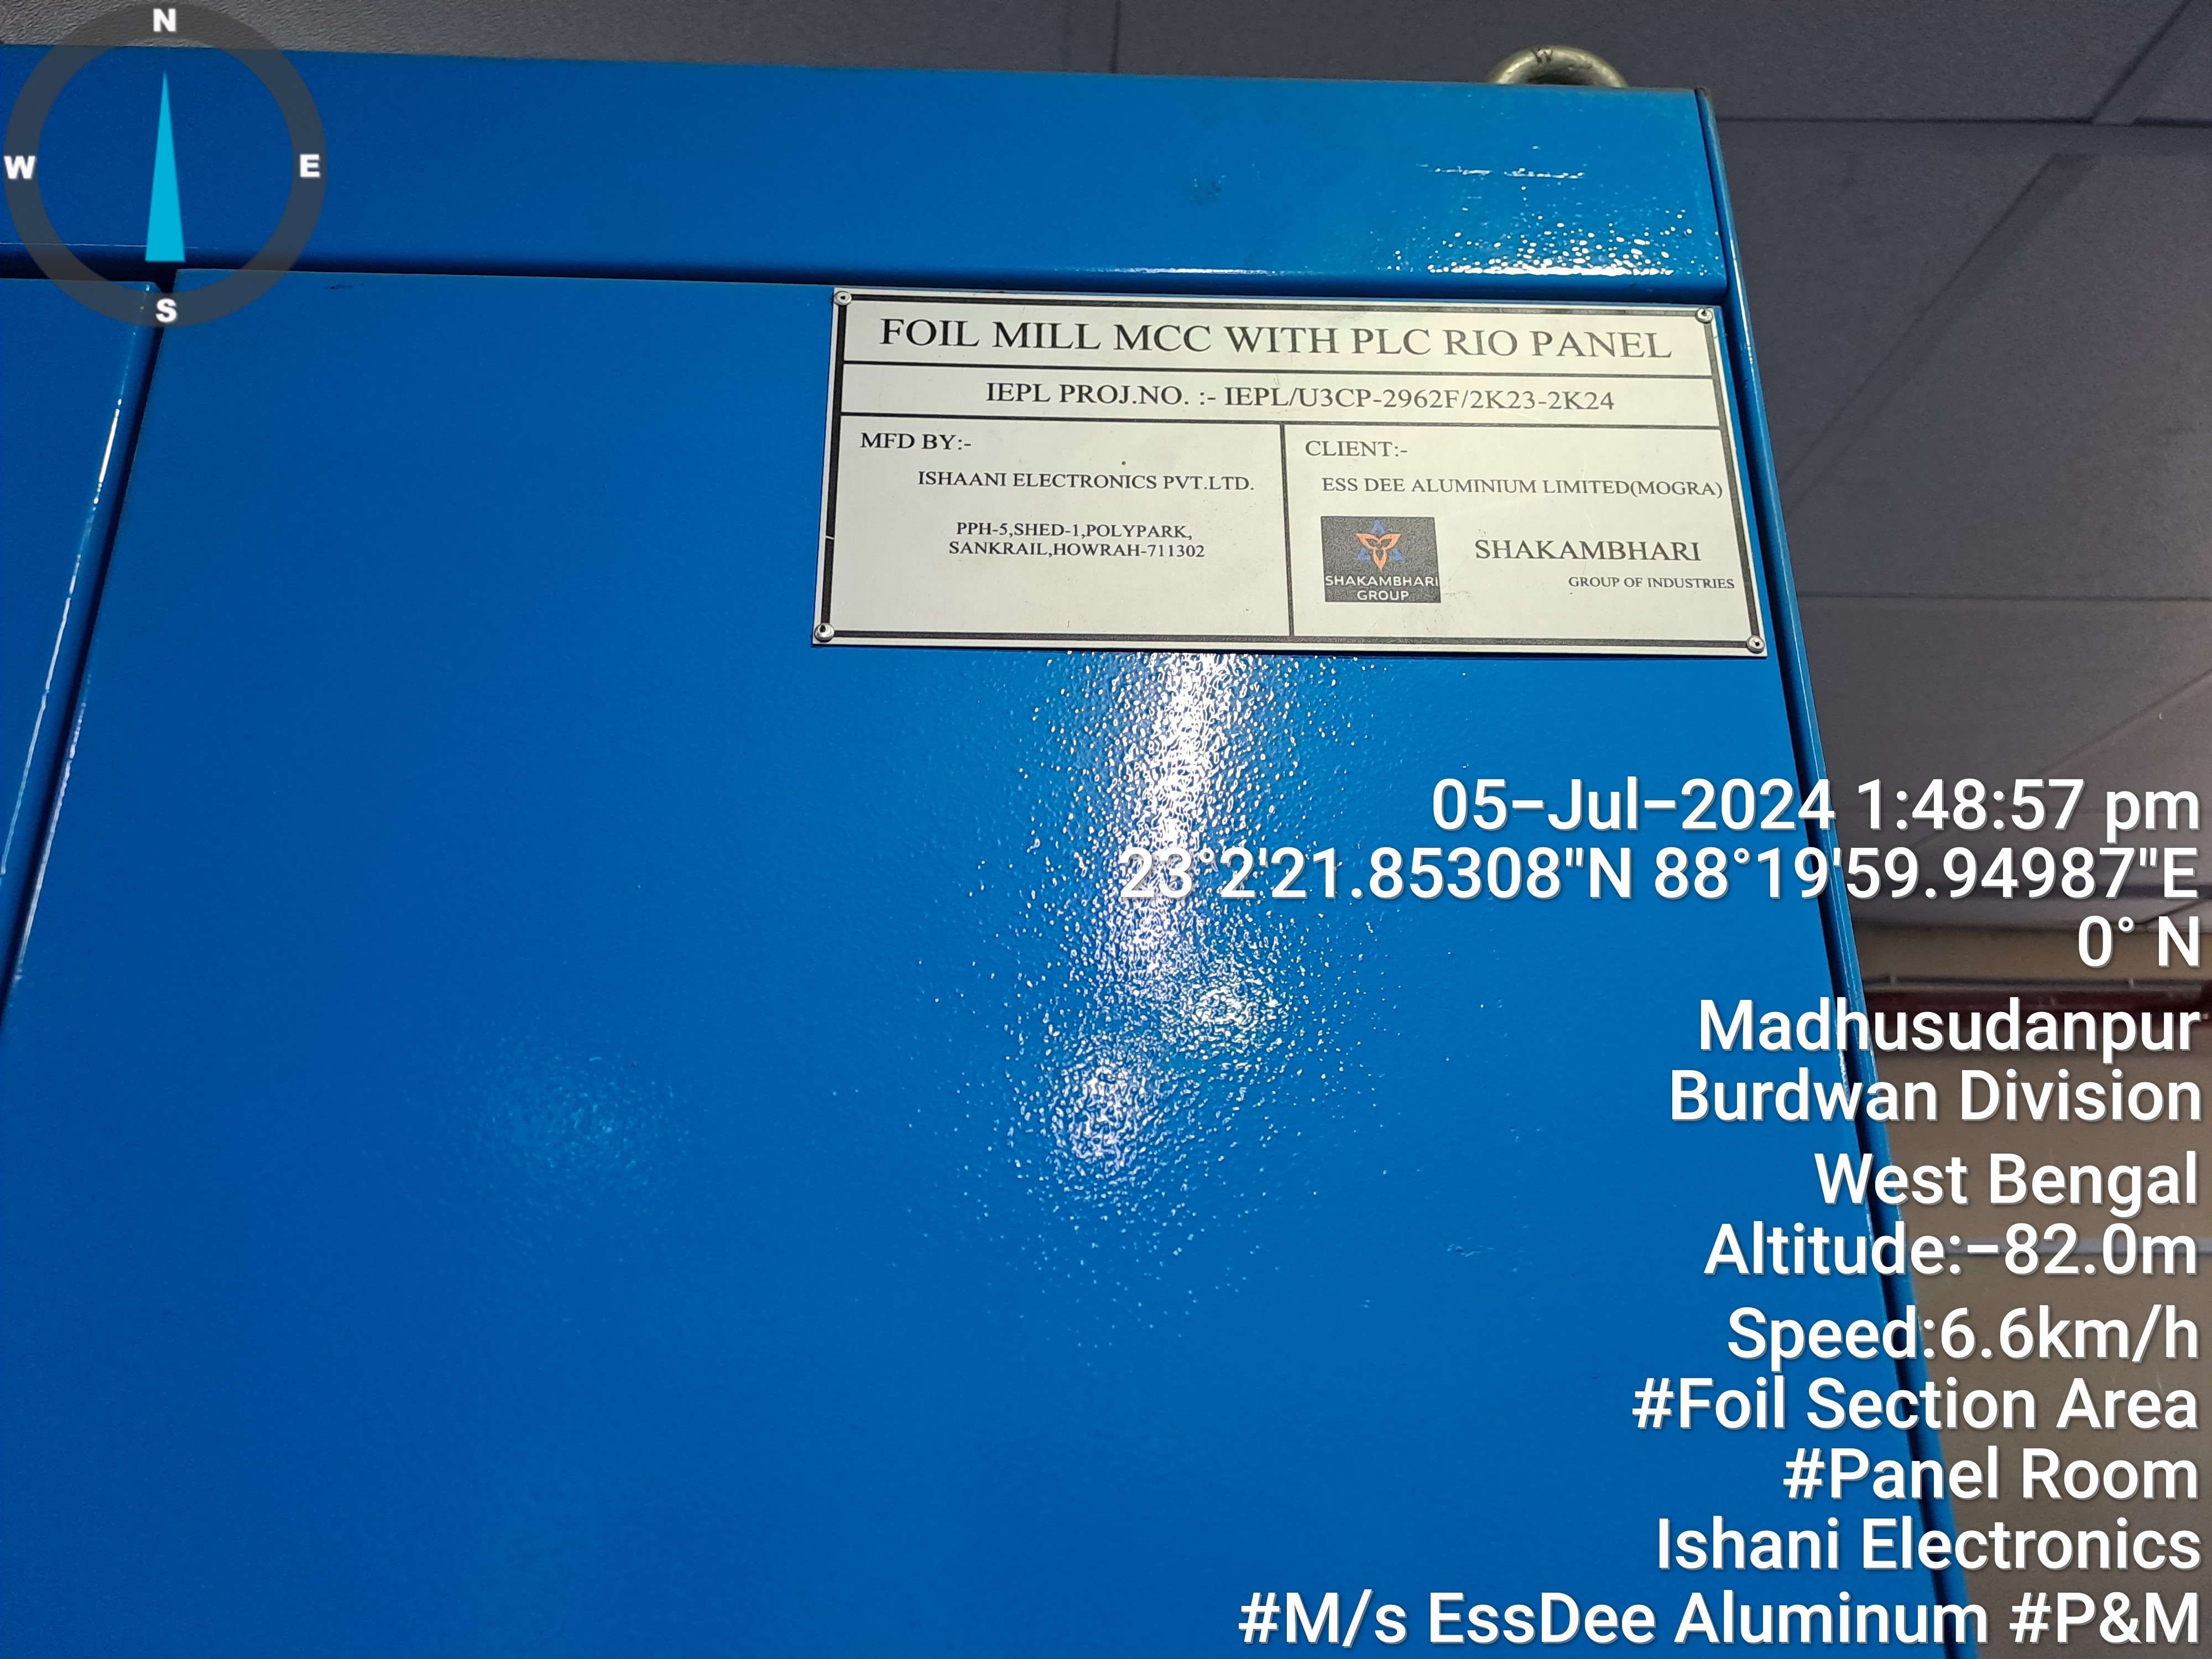 N
W
E
S
W
FOIL MILL MCC WITH PLC RIO PANEL
IEPL PROJ.NO. :- IEPL/U3CP-2962F/2K23-2K24
MFD BY:-
ISHAANI ELECTRONICS PVT.LTD.
PPH-5,SHED-1,POLYPARK,
SANKRAIL,HOWRAH-711302
CLIENT:-
ESS DEE ALUMINIUM LIMITED(MOGRA)
SHAKAMBHARI
GROUP
SHAKAMBHARI
GROUP OF INDUSTRIES
05-Jul-2024 1:48:57 pm
23°2'21.85308"N 88°19'59.94987"E
0° N
Madhusudanpur
Burdwan Division
West Bengal
Altitude:-82.0m
Speed:6.6km/h
#Foil Section Area
#Panel Room
Ishani Electronics
#M/s EssDee Aluminum #P&M